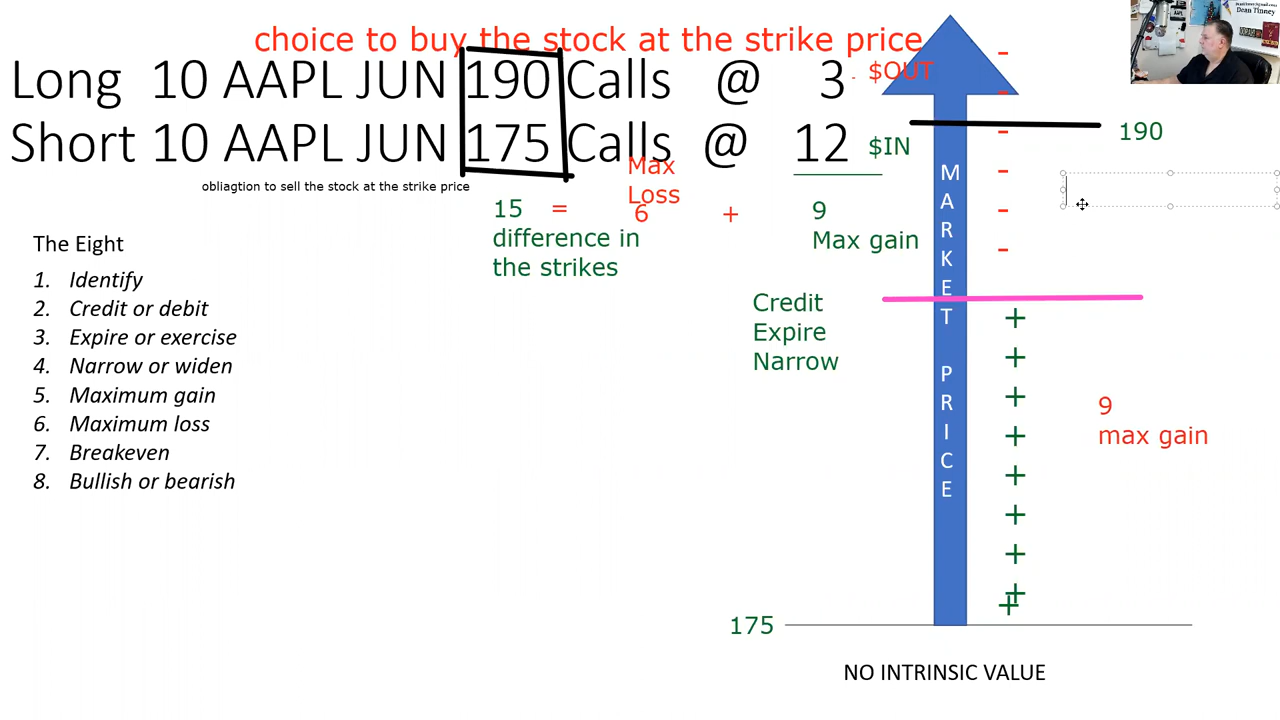 choice to buy the stock at the strike price
Long 10 AAPL JUN 190 Calls @ 3 $OUT
Short 10 AAPL JUN 175 Calls @ 12 $IN
obliagtion to sell the stock at the strike price
Max
Loss
15 = 6 + 9
difference in
the strikes
Max gain
The Eight
1. Identify
2. Credit or debit
3. Expire or exercise
4. Narrow or widen
5. Maximum gain
6. Maximum loss
7. Breakeven
8. Bullish or bearish
Credit
Expire
Narrow
MARKET PRICE
190
9
max gain
175
NO INTRINSIC VALUE
Dean Tinney